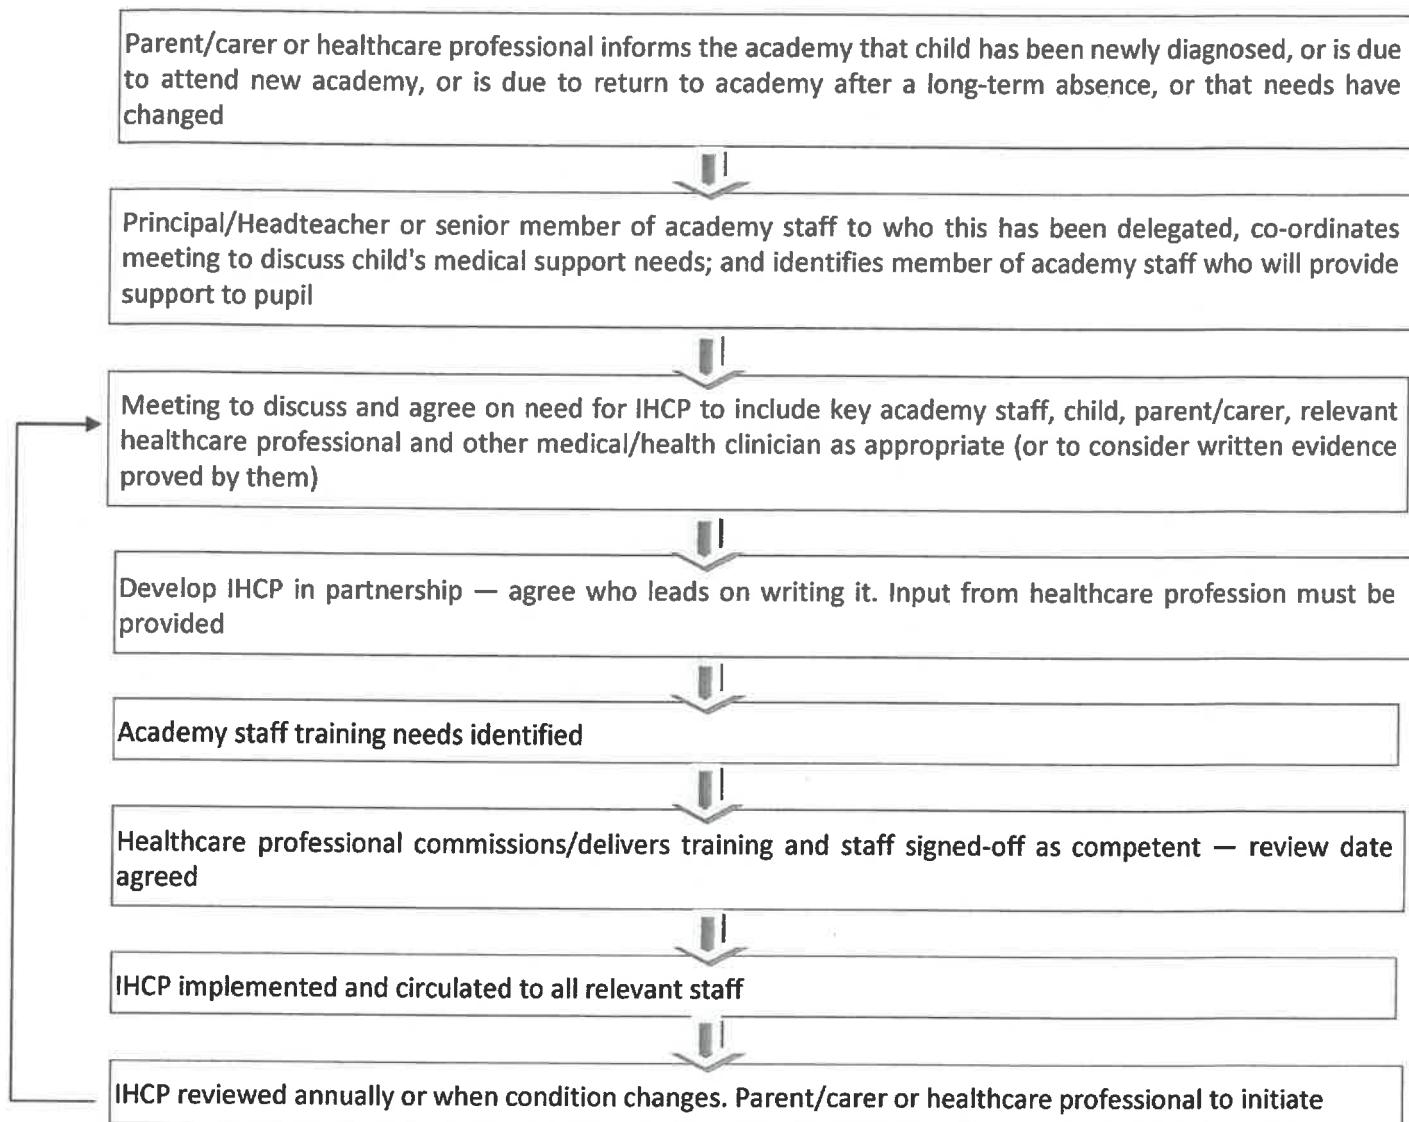 Parent/carer or healthcare professional informs the academy that child has been newly diagnosed, or is due
to attend new academy, or is due to return to academy after a long-term absence, or that needs have
changed
Principal/Headteacher or senior member of academy staff to who this has been delegated, co-ordinates
meeting to discuss child's medical support needs; and identifies member of academy staff who will provide
support to pupil
Meeting to discuss and agree on need for IHCP to include key academy staff, child, parent/carer, relevant
healthcare professional and other medical/health clinician as appropriate (or to consider written evidence
proved by them)
Develop IHCP in partnership — agree who leads on writing it. Input from healthcare profession must be
provided
Academy staff training needs identified
Healthcare professional commissions/delivers training and staff signed-off as competent — review date
agreed
IHCP implemented and circulated to all relevant staff
IHCP reviewed annually or when condition changes. Parent/carer or healthcare professional to initiate